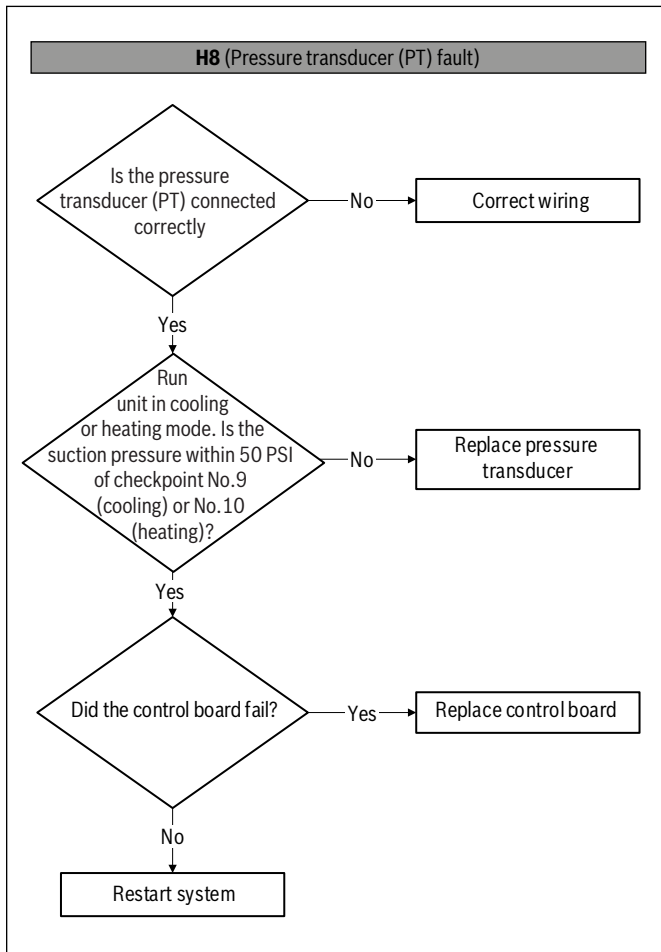 H8 (Pressure transducer (PT) fault)
Is the pressure
transducer (PT) connected
correctly
No
Correct wiring
Yes
Run
unit in cooling
or heating mode. Is the
suction pressure within 50 PSI
of checkpoint No.9
(cooling) or No.10
(heating)?
No
Replace pressure
transducer
Yes
Did the control board fail?
Yes
Replace control board
No
Restart system